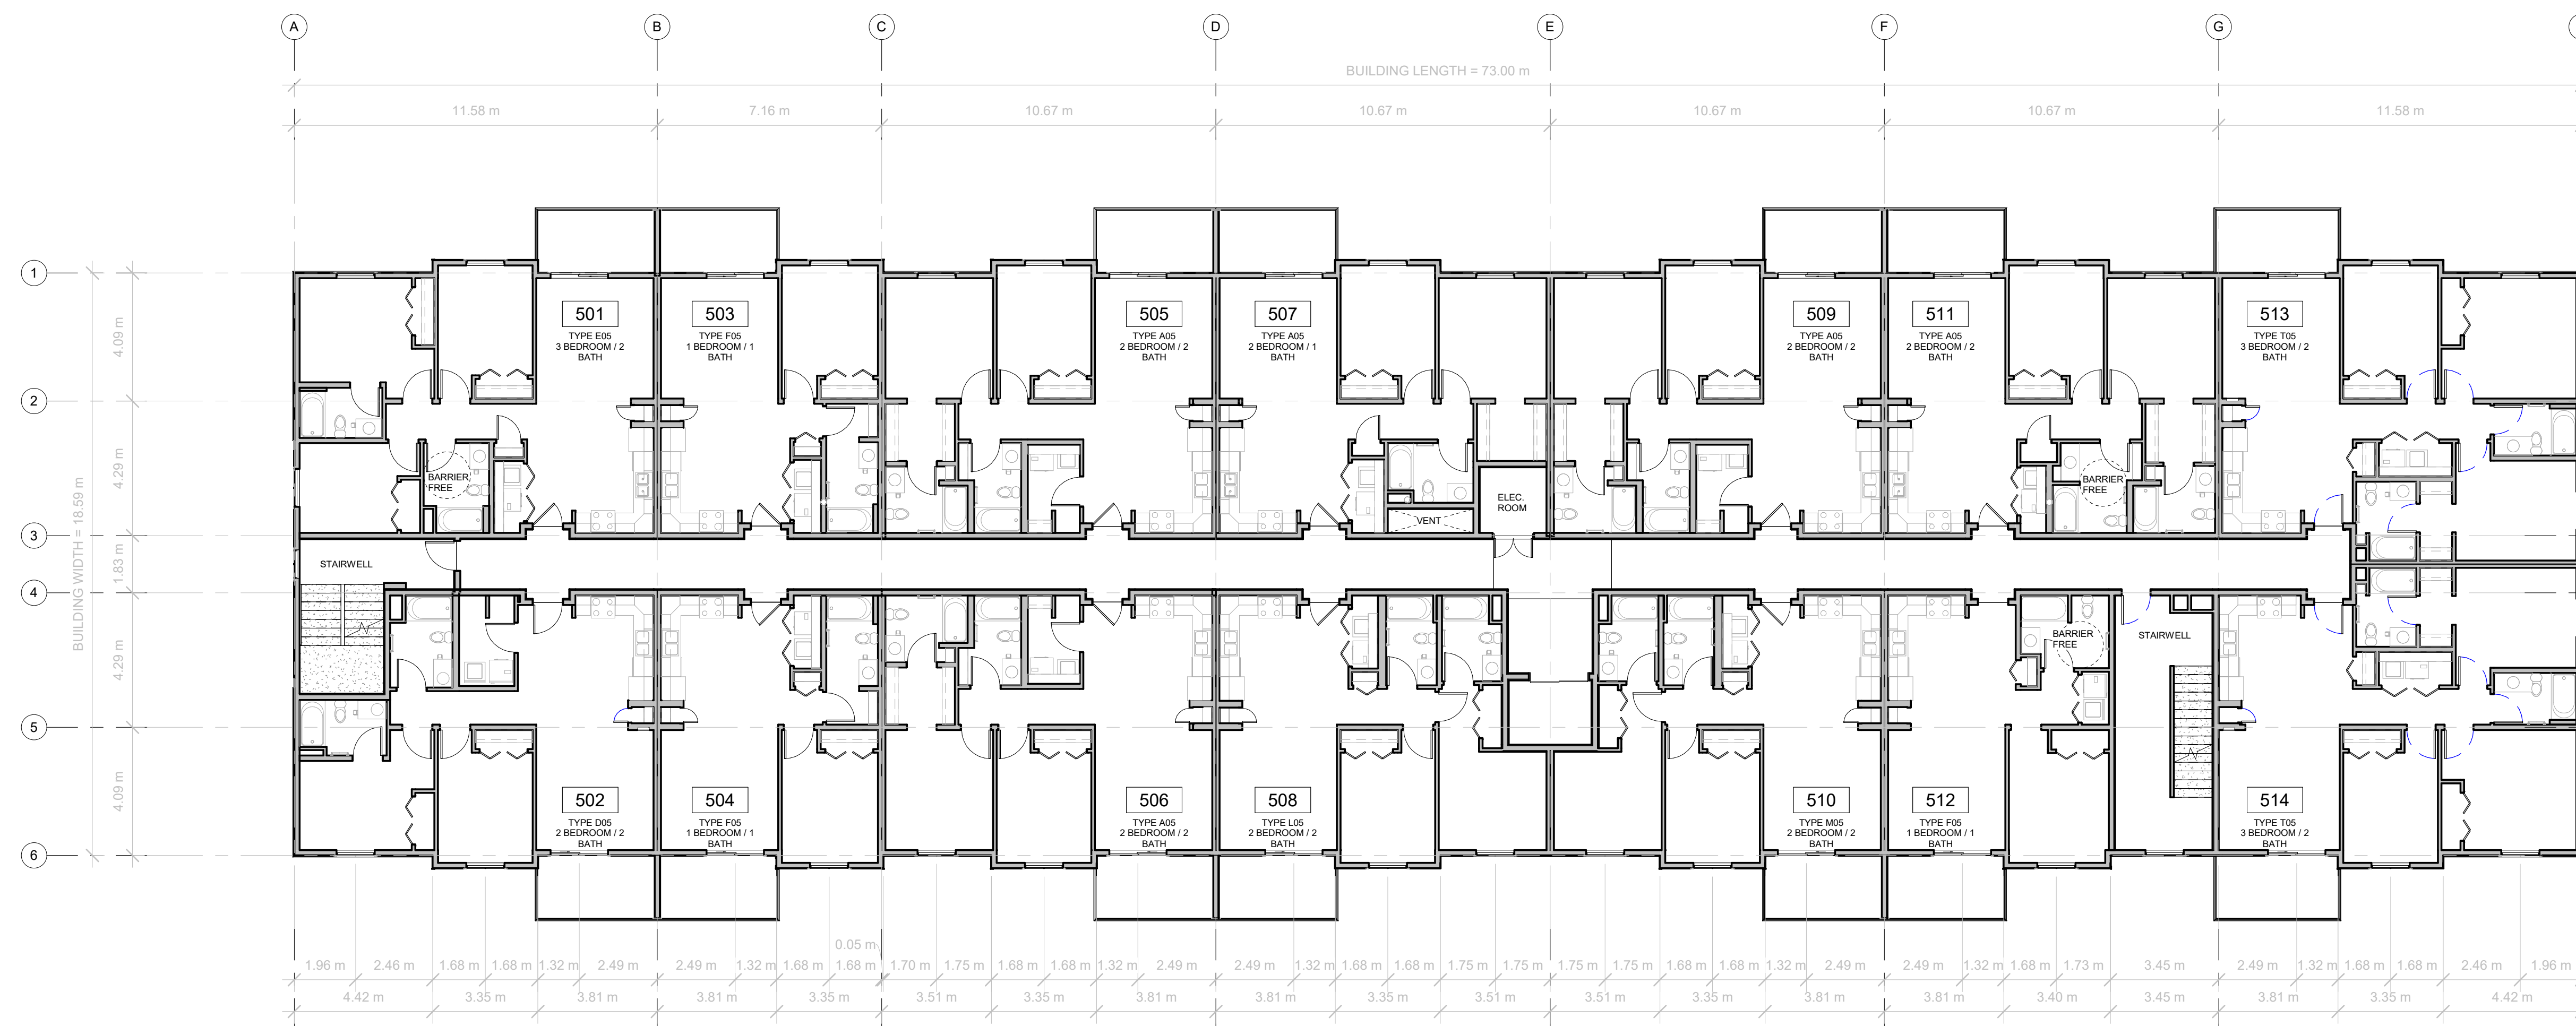 A B C D E F G
BUILDING LENGTH = 73.00 m
11.58 m 7.16 m 10.67 m 10.67 m 10.67 m 10.67 m 11.58 m
1
2
3
4
5
6
BUILDING WIDTH = 18.59 m
4.09 m
4.29 m
1.83 m
4.29 m
4.09 m
501
TYPE E05
3 BEDROOM / 2
BATH
503
TYPE F05
1 BEDROOM / 1
BATH
505
TYPE A05
2 BEDROOM / 2
BATH
507
TYPE A05
2 BEDROOM / 1
BATH
509
TYPE A05
2 BEDROOM / 2
BATH
511
TYPE A05
2 BEDROOM / 2
BATH
513
TYPE T05
3 BEDROOM / 2
BATH
BARRIER
FREE
VENT
ELEC.
ROOM
BARRIER
FREE
STAIRWELL
BARRIER
FREE
STAIRWELL
502
TYPE D05
2 BEDROOM / 2
BATH
504
TYPE F05
1 BEDROOM / 1
BATH
506
TYPE A05
2 BEDROOM / 2
BATH
508
TYPE L05
2 BEDROOM / 2
BATH
510
TYPE M05
2 BEDROOM / 2
BATH
512
TYPE F05
1 BEDROOM / 1
BATH
514
TYPE T05
3 BEDROOM / 2
BATH
0.05 m
1.96 m 2.46 m 1.68 m 1.68 m 1.32 m 2.49 m 2.49 m 1.32 m 1.68 m 1.68 m 1.70 m 1.75 m 1.68 m 1.68 m 1.32 m 2.49 m 2.49 m 1.32 m 1.68 m 1.68 m 1.75 m 1.75 m 1.75 m 1.75 m 1.68 m 1.68 m 1.32 m 2.49 m 2.49 m 1.32 m 1.68 m 1.73 m 3.45 m 2.49 m 1.32 m 1.68 m 1.68 m 2.46 m 1.96 m
4.42 m 3.35 m 3.81 m 3.81 m 3.35 m 3.51 m 3.35 m 3.81 m 3.81 m 3.35 m 3.51 m 3.51 m 3.35 m 3.81 m 3.81 m 3.40 m 3.45 m 3.81 m 3.35 m 4.42 m